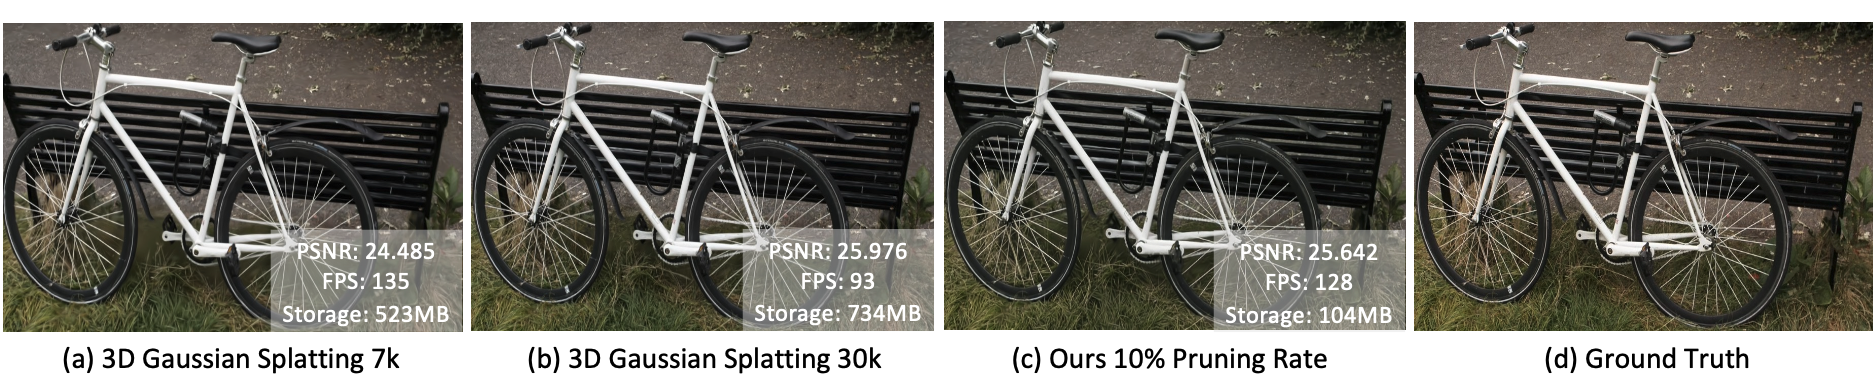 PSNR: 24.485
FPS: 135
Storage: 523MB
PSNR: 25.976
FPS: 93
Storage: 734MB
PSNR: 25.642
FPS: 128
Storage: 104MB
(a) 3D Gaussian Splatting 7k
(b) 3D Gaussian Splatting 30k
(c) Ours 10% Pruning Rate
(d) Ground Truth